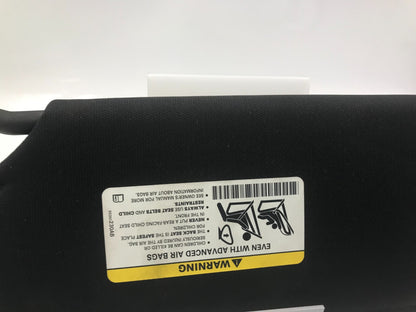 WARNING
EVEN WITH ADVANCED AIR BAGS
• CHILDREN CAN BE KILLED OR
SERIOUSLY INJURED BY THE AIR BAG.
• THE BACK SEAT IS THE SAFEST PLACE
FOR CHILDREN.
• NEVER PUT A REAR-FACING CHILD SEAT
IN THE FRONT.
• ALWAYS USE SEAT BELTS AND CHILD
RESTRAINTS.
• SEE OWNER'S MANUAL FOR MORE
INFORMATION ABOUT AIR BAGS.